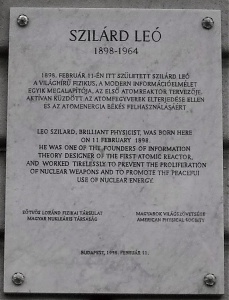 SZILÁRD LEÓ
1898-1964
1898. FEBRUÁR 11-ÉN ITT SZÜLETETT SZILÁRD LEÓ
A VILÁGHÍRŰ FIZIKUS, A MODERN INFORMÁCIÓELMÉLET
EGYIK MEGALAPÍTÓJA, AZ ELSŐ ATOMREAKTOR TERVEZŐJE.
AKTÍVAN KÜZDÖTT AZ ATOMFEGYVEREK ELTERJEDÉSE ELLEN
ÉS AZ ATOMENERGIA BÉKÉS FELHASZNÁLÁSÁÉRT.
LEO SZILARD, BRILLIANT PHYSICIST, WAS BORN HERE
ON 11 FEBRUARY 1898.
HE WAS ONE OF THE FOUNDERS OF INFORMATION
THEORY DESIGNER OF THE FIRST ATOMIC REACTOR,
AND WORKED TIRELESSLY TO PREVENT THE PROLIFERATION
OF NUCLEAR WEAPONS AND TO PROMOTE THE PEACEFUL
USE OF NUCLEAR ENERGY.
EÖTVÖS LORÁND FIZIKAI TÁRSULAT MAGYAROK VILÁGSZÖVETSÉGE
MAGYAR NUKLEÁRIS TÁRSASÁG AMERICAN PHYSICAL SOCIETY
BUDAPEST, 1998. FEBRUÁR 11.